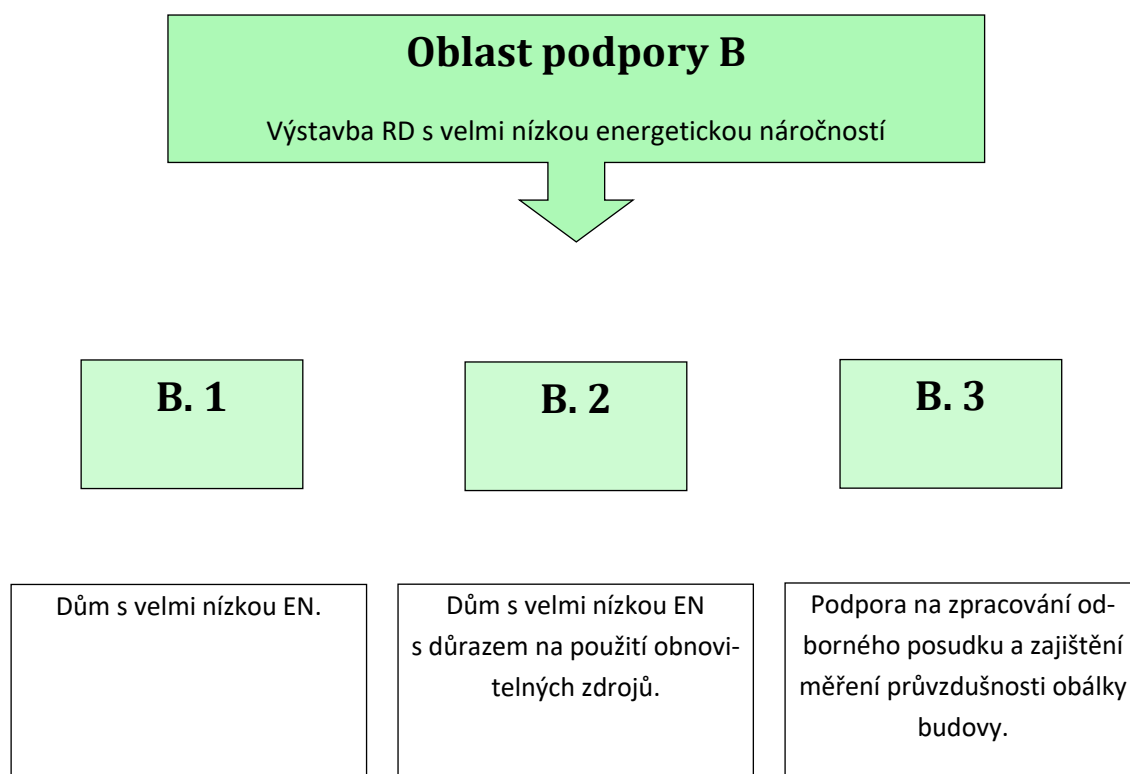 Oblast podpory B
Výstavba RD s velmi nízkou energetickou náročností
B. 1
B. 2
B. 3
Dům s velmi nízkou EN.
Dům s velmi nízkou EN
s důrazem na použití obnovi-
telných zdrojů.
Podpora na zpracování od-
borného posudku a zajištění
měření průvzdušnosti obálky
budovy.